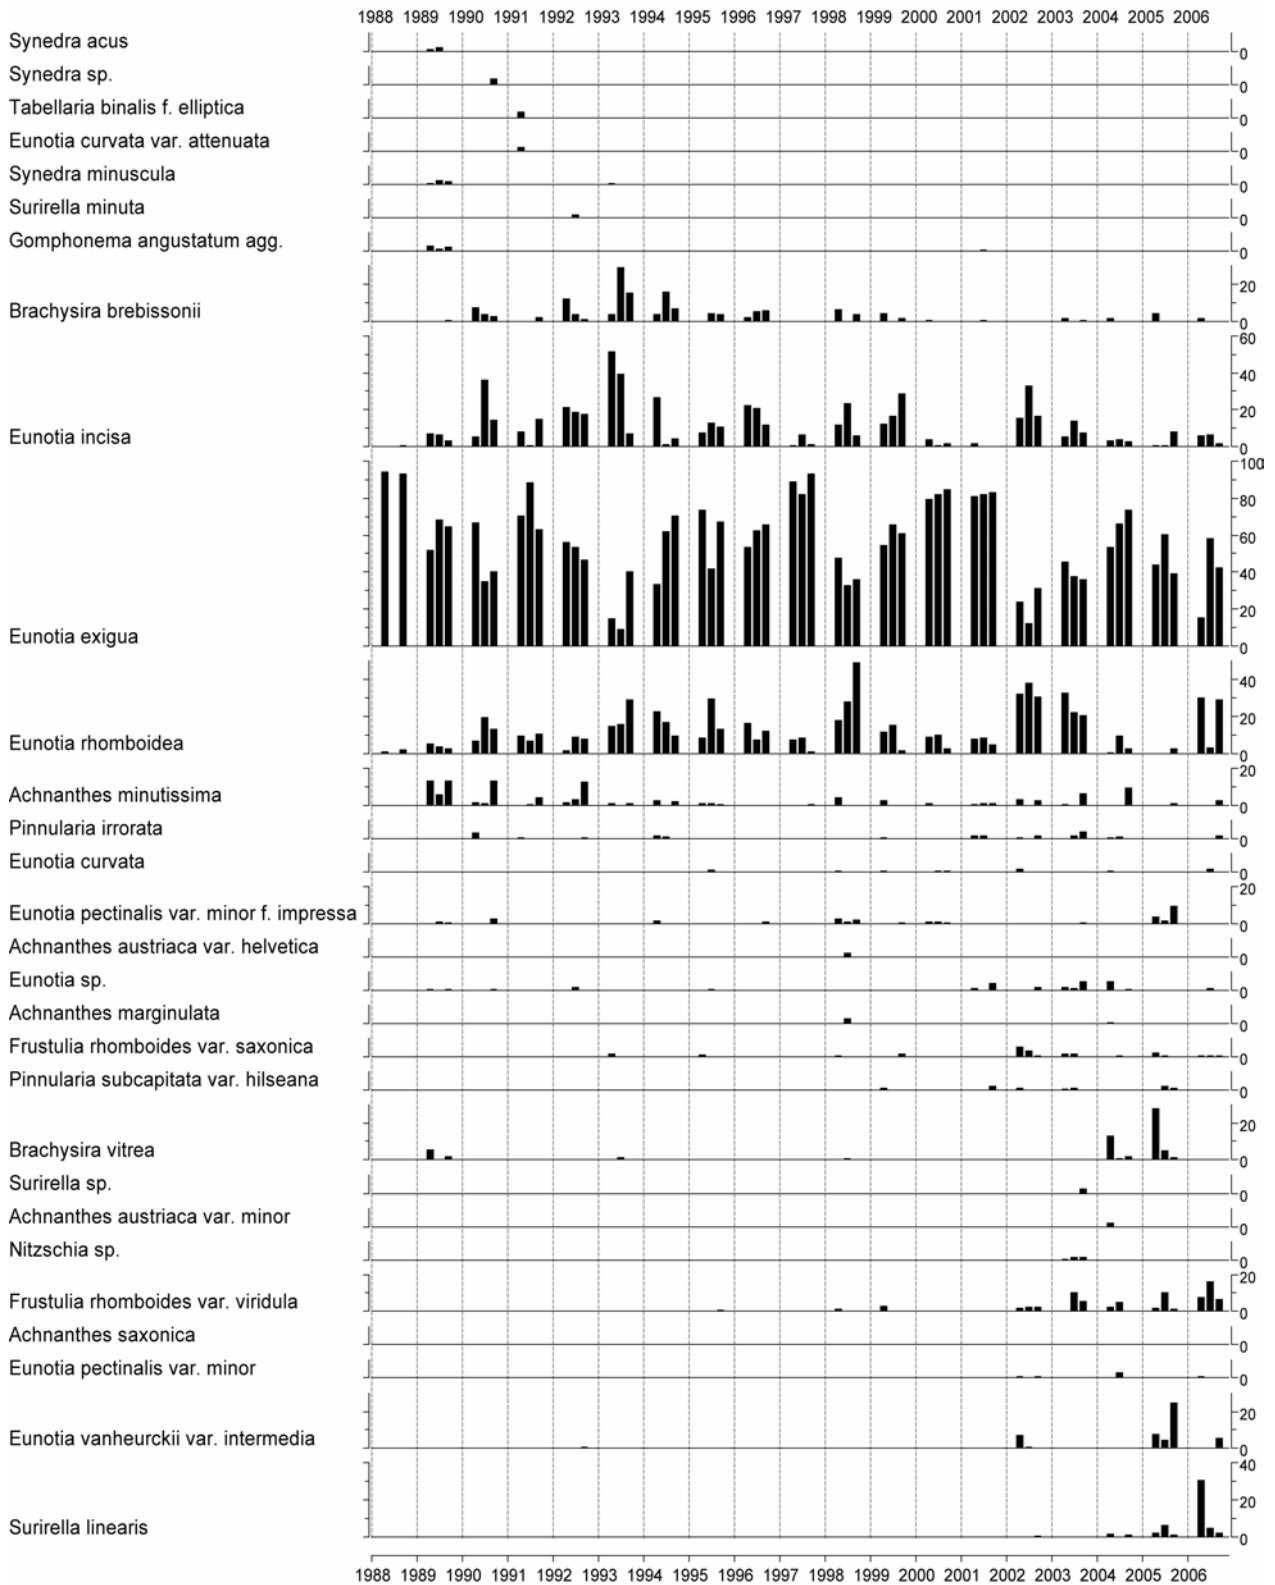 1988 1989 1990 1991 1992 1993 1994 1995 1996 1997 1998 1999 2000 2001 2002 2003 2004 2005 2006
Synedra acus 0
Synedra sp. 0
Tabellaria binalis f. elliptica 0
Eunotia curvata var. attenuata 0
Synedra minuscula 0
Surirella minuta 0
Gomphonema angustatum agg. 0
20
Brachysira brebissonii 0
60
40
20
Eunotia incisa 0
100
80
60
40
20
Eunotia exigua 0
40
20
Eunotia rhomboidea 0
20
Achnanthes minutissima 0
Pinnularia irrorata 0
Eunotia curvata 0
20
Eunotia pectinalis var. minor f. impressa 0
Achnanthes austriaca var. helvetica 0
Eunotia sp. 0
Achnanthes marginulata 0
Frustulia rhomboides var. saxonica 0
Pinnularia subcapitata var. hilseana 0
20
Brachysira vitrea 0
Surirella sp. 0
Achnanthes austriaca var. minor 0
Nitzschia sp. 0
20
Frustulia rhomboides var. viridula 0
Achnanthes saxonica 0
Eunotia pectinalis var. minor 0
20
Eunotia vanheurckii var. intermedia 0
40
20
Surirella linearis 0
1988 1989 1990 1991 1992 1993 1994 1995 1996 1997 1998 1999 2000 2001 2002 2003 2004 2005 2006